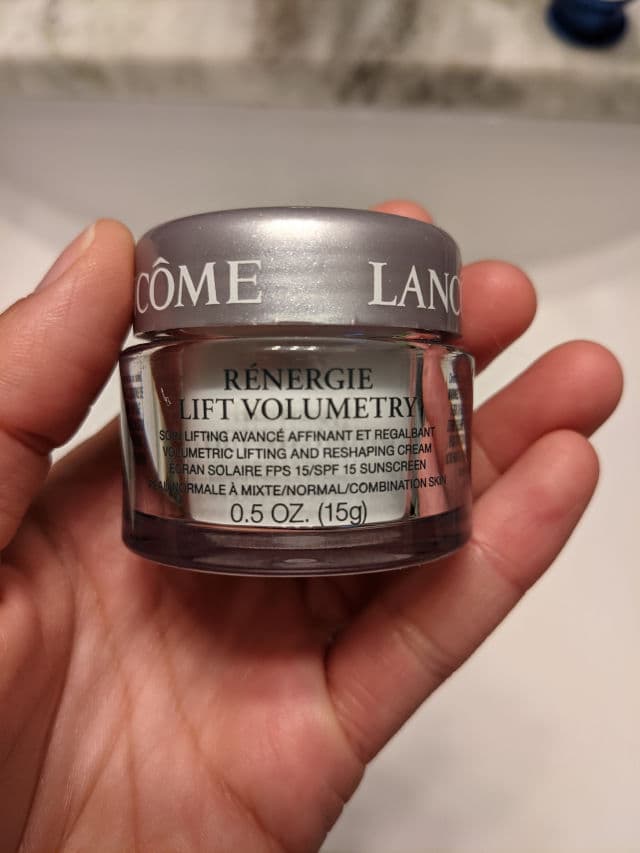 CÔME LANC
RÉNERGIE
LIFT VOLUMETRY
SOIN LIFTING AVANCÉ AFFINANT ET REGALBANT
VOLUMETRIC LIFTING AND RESHAPING CREAM
ÉCRAN SOLAIRE FPS 15/SPF 15 SUNSCREEN
PEAU NORMALE À MIXTE/NORMAL/COMBINATION SKIN
0.5 OZ. (15g)